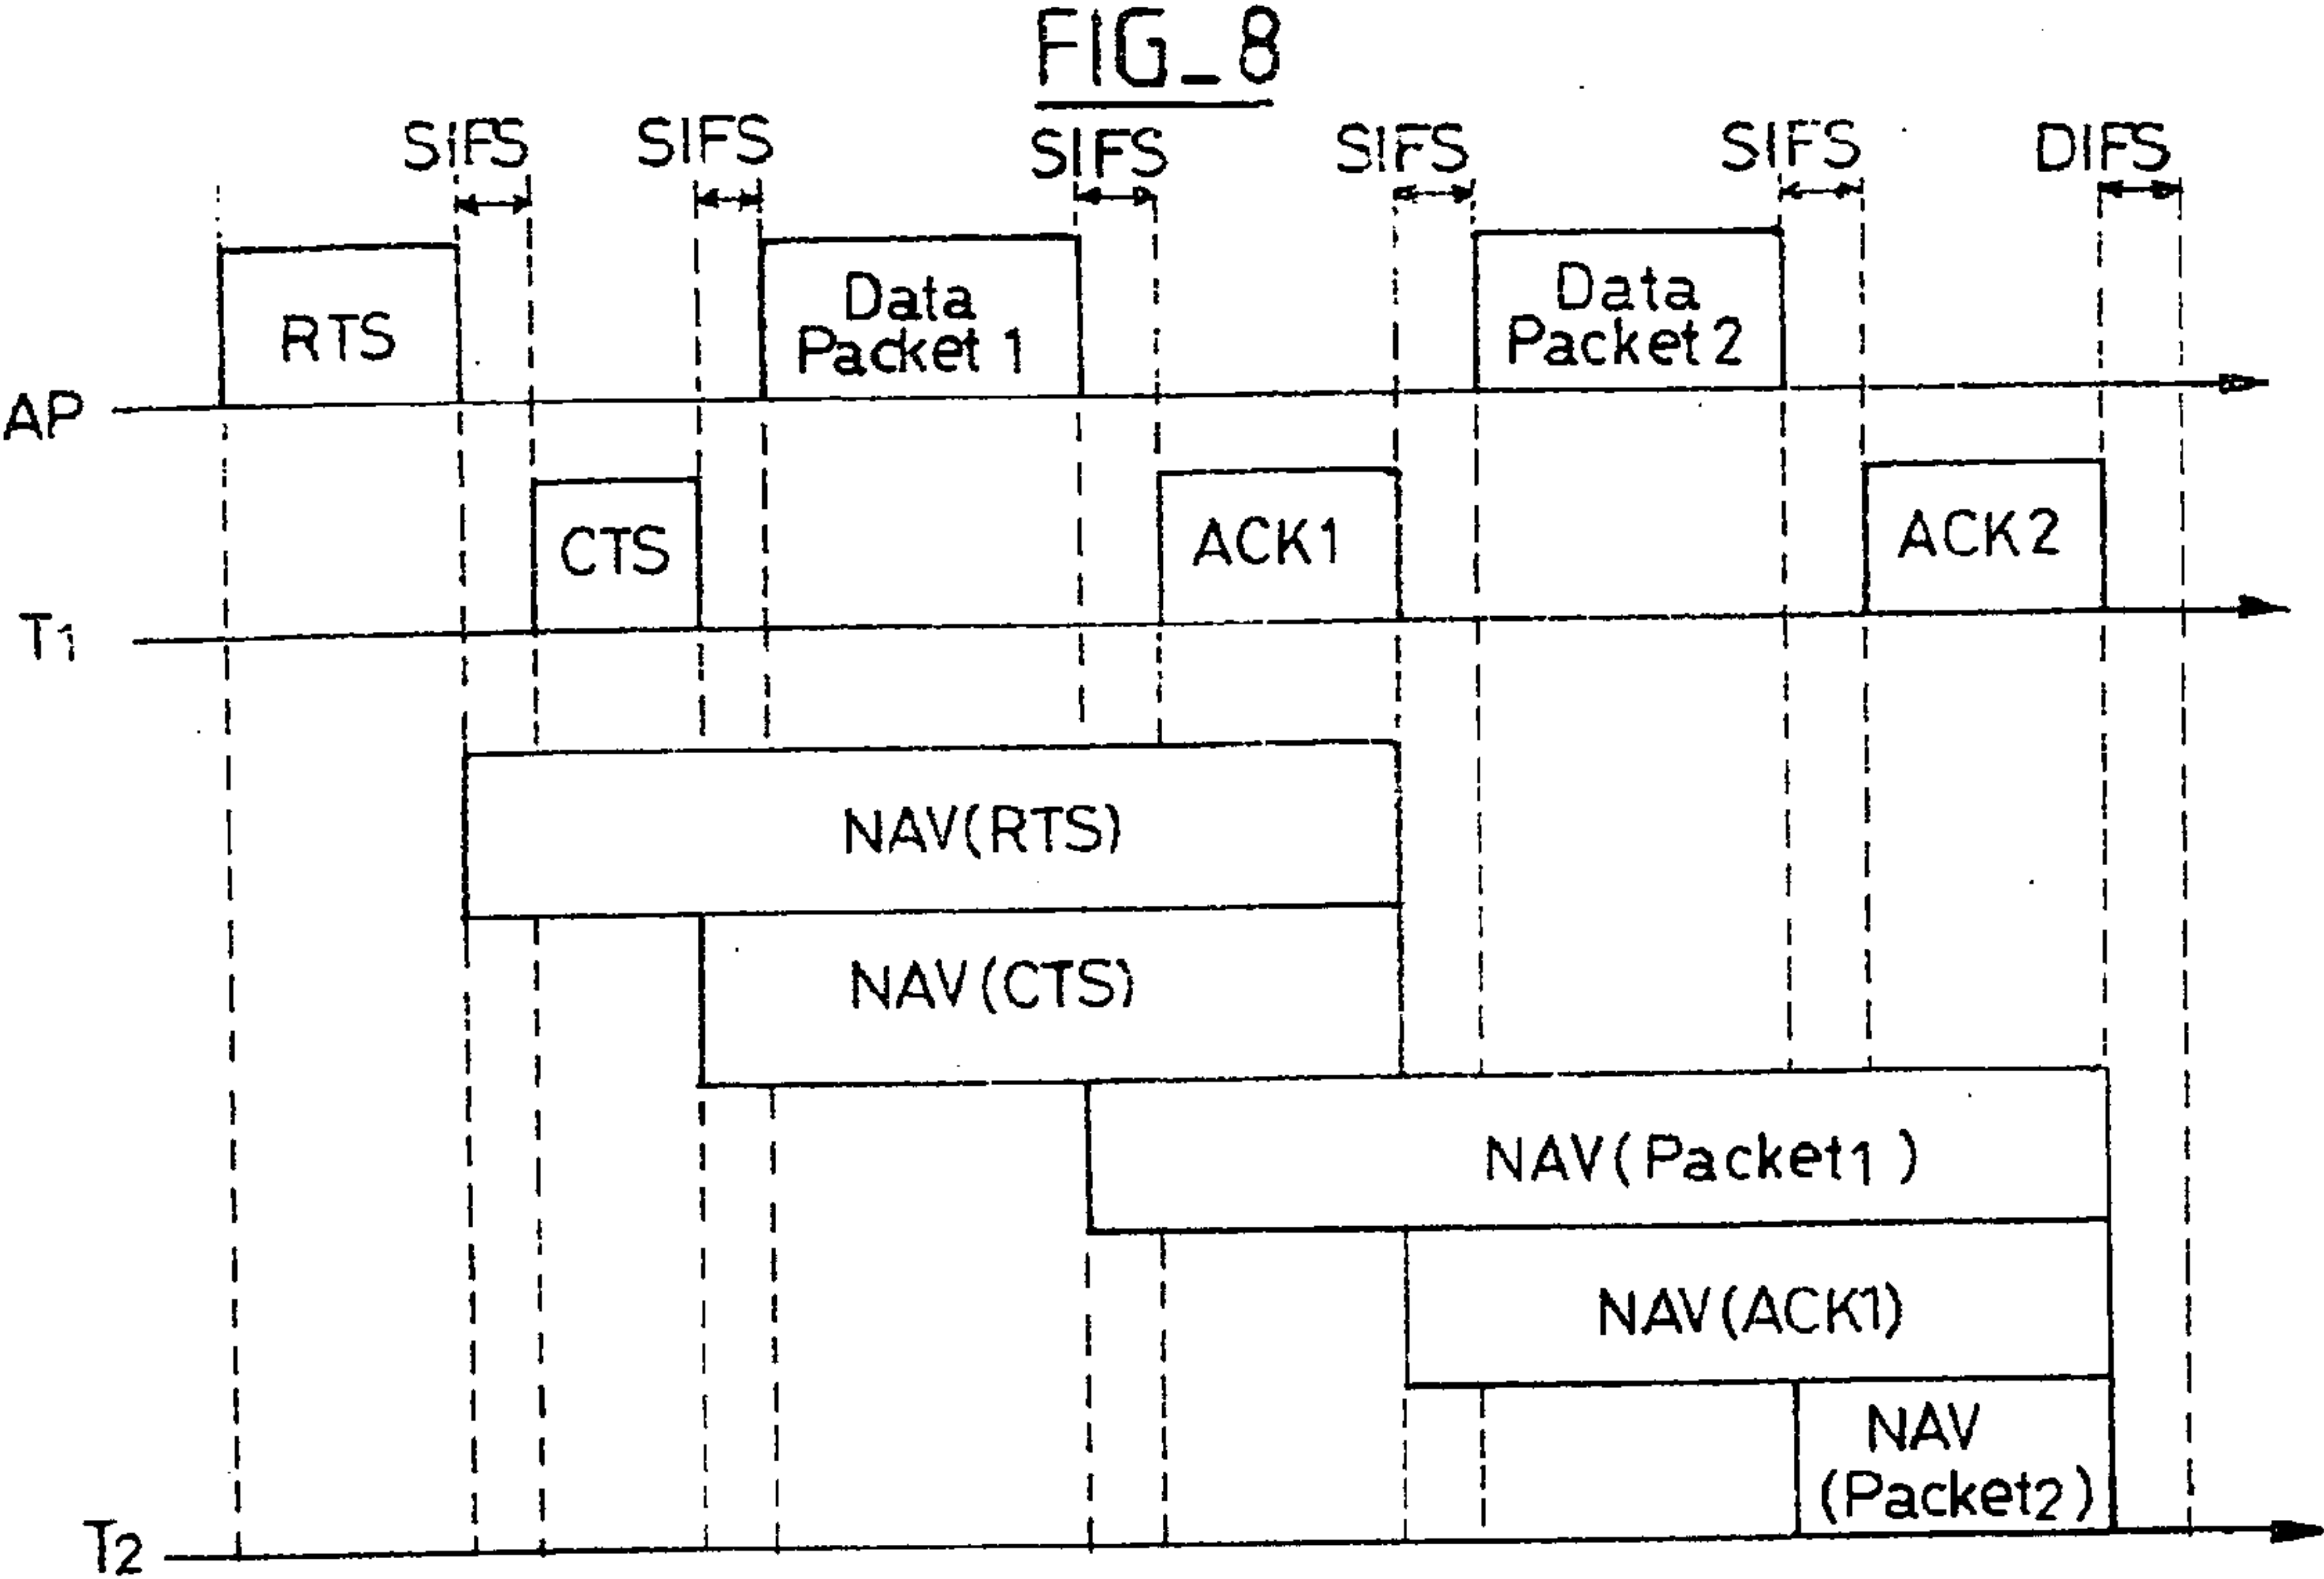 FIG_8
SIFS SIFS SIFS SIFS SIFS DIFS
RTS
Data
Packet 1
Data
Packet 2
AP
CTS
ACK1
ACK2
T1
NAV(RTS)
NAV(CTS)
NAV(Packet1)
NAV(ACK1)
NAV
(Packet2)
T2